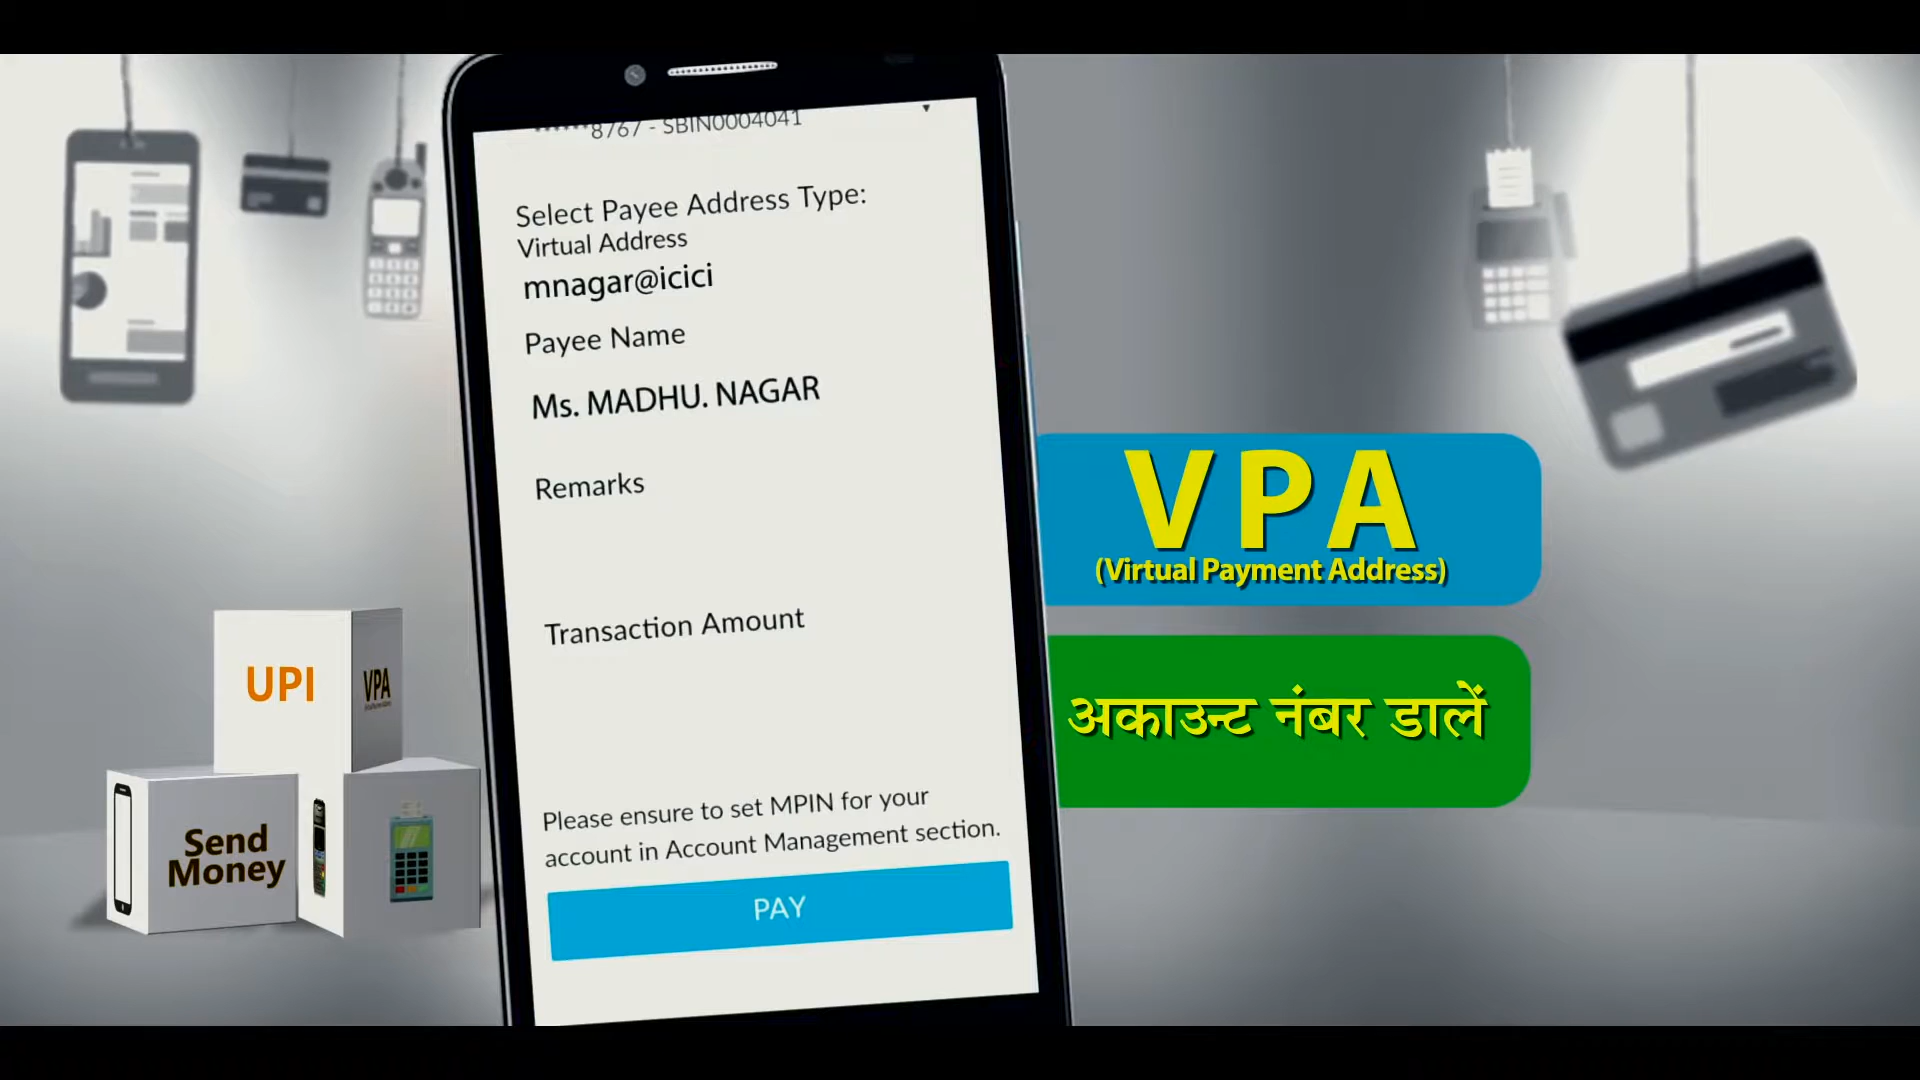 8767 - SBIN0004041
Select Payee Address Type:
Virtual Address
mnagar@icici
Payee Name
Ms. MADHU. NAGAR
Remarks
Transaction Amount
Please ensure to set MPIN for your
account in Account Management section.
PAY
VPA
(Virtual Payment Address)
अकाउन्ट नंबर डालें
UPI
VPA
Send
Money